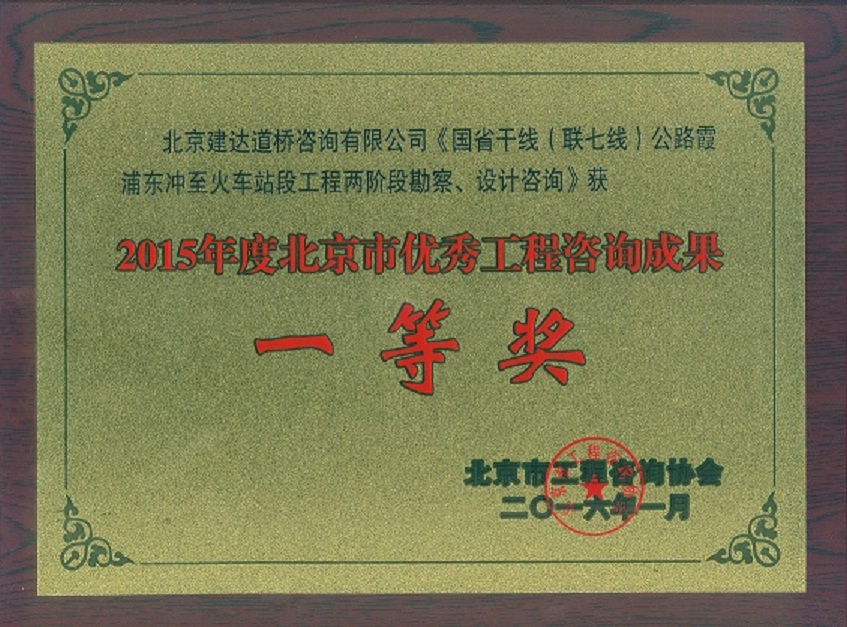 北京建达道桥咨询有限公司《国省干线（联七线）公路霞
浦东冲至火车站段工程两阶段勘察、设计咨询》获
2015年度北京市优秀工程咨询成果
一等奖
北京市工程咨询协会
二〇一六年一月